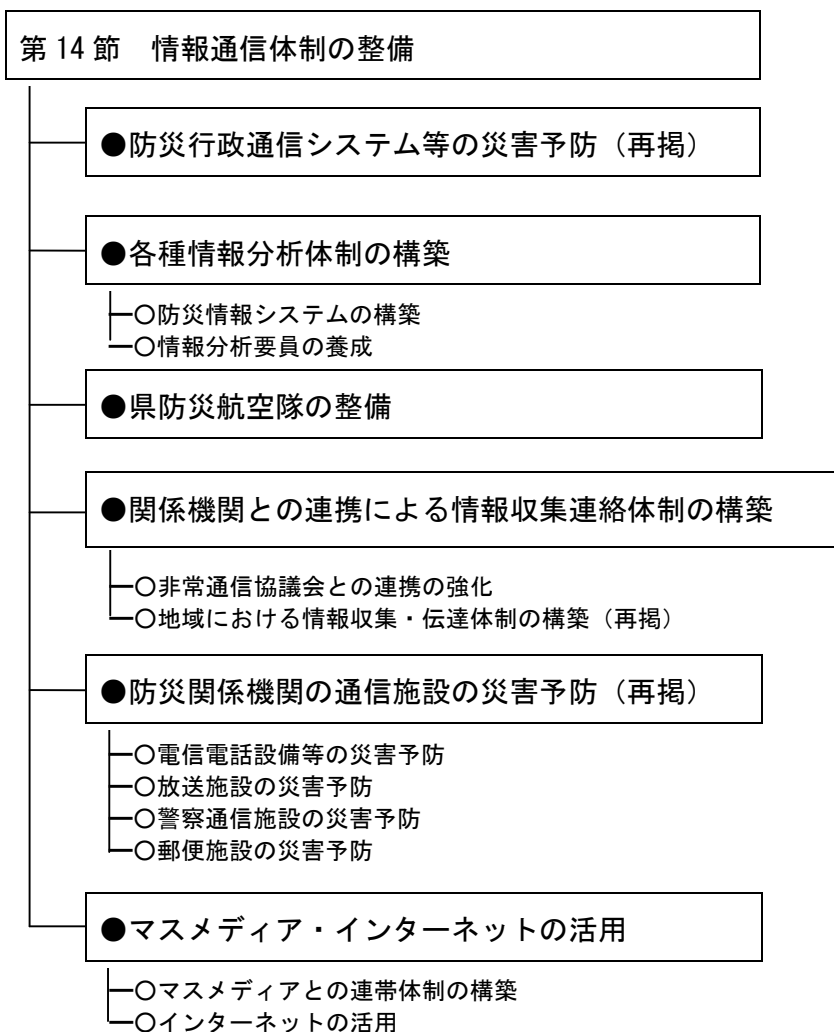 第14節　情報通信体制の整備
●防災行政通信システム等の災害予防（再掲）
●各種情報分析体制の構築
○防災情報システムの構築
○情報分析要員の養成
●県防災航空隊の整備
●関係機関との連携による情報収集連絡体制の構築
○非常通信協議会との連携の強化
○地域における情報収集・伝達体制の構築（再掲）
●防災関係機関の通信施設の災害予防（再掲）
○電信電話設備等の災害予防
○放送施設の災害予防
○警察通信施設の災害予防
○郵便施設の災害予防
●マスメディア・インターネットの活用
○マスメディアとの連帯体制の構築
○インターネットの活用